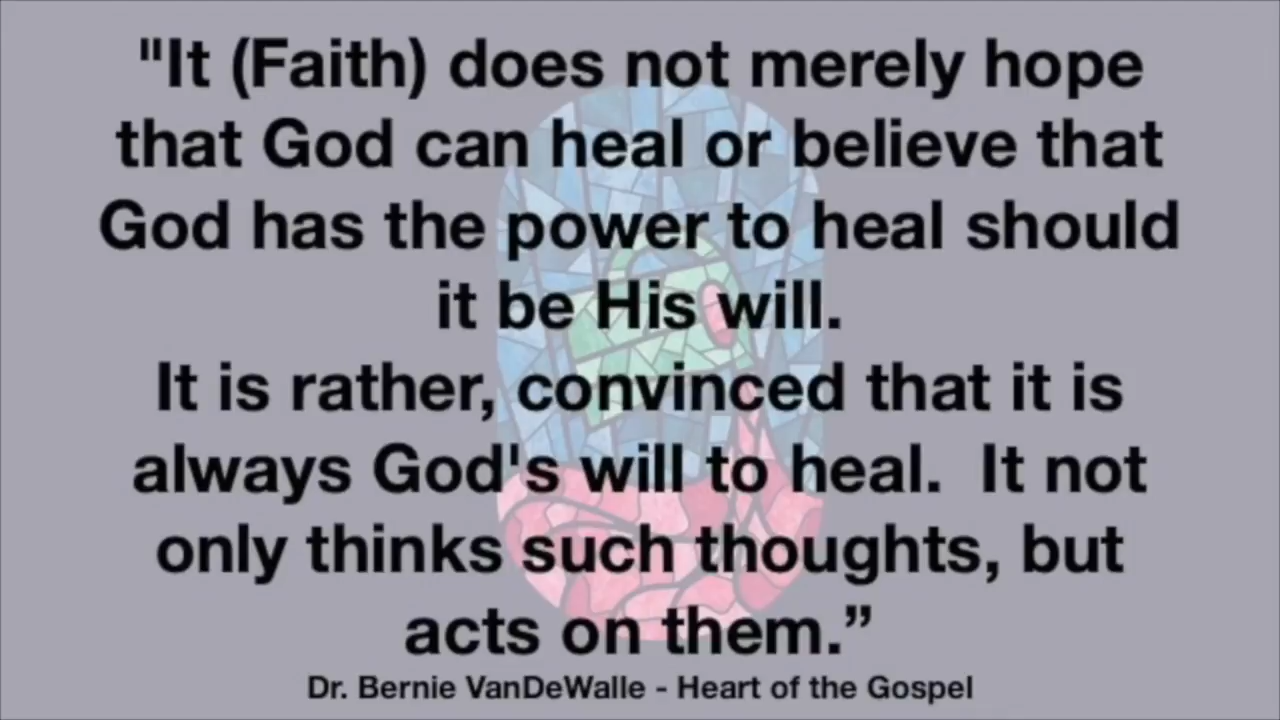 "It (Faith) does not merely hope
that God can heal or believe that
God has the power to heal should
it be His will.
It is rather, convinced that it is
always God's will to heal.  It not
only thinks such thoughts, but
acts on them.”
Dr. Bernie VanDeWalle - Heart of the Gospel